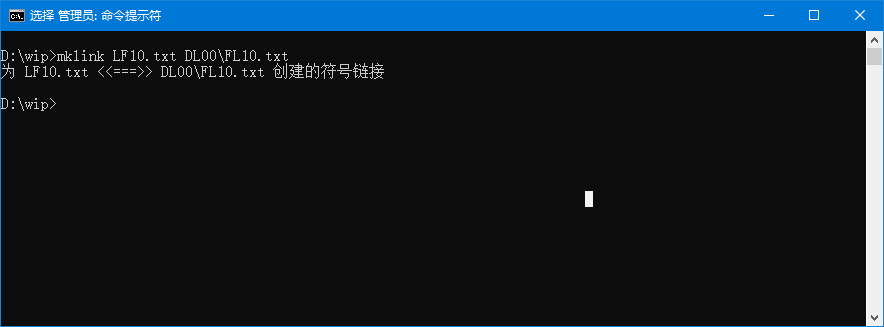 选择 管理员: 命令提示符
D:\wip>mklink LF10.txt DL00\FL10.txt
为 LF10.txt <<===>> DL00\FL10.txt 创建的符号链接
D:\wip>